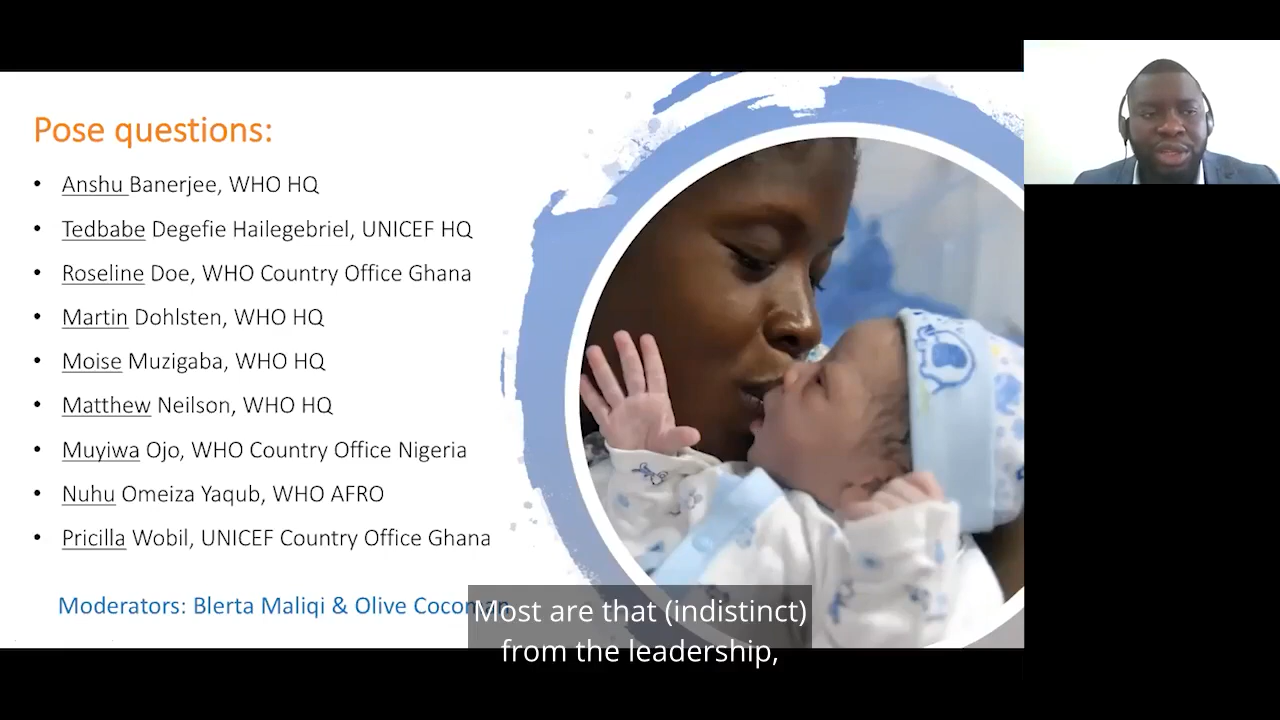 Pose questions:
• Anshu Banerjee, WHO HQ
• Tedbabe Degefie Hailegebriel, UNICEF HQ
• Roseline Doe, WHO Country Office Ghana
• Martin Dohlsten, WHO HQ
• Moise Muzigaba, WHO HQ
• Matthew Neilson, WHO HQ
• Muyiwa Ojo, WHO Country Office Nigeria
• Nuhu Omeiza Yaqub, WHO AFRO
• Pricilla Wobil, UNICEF Country Office Ghana
Moderators: Blerta Maliqi & Olive
Most are that (indistinct)
from the leadership,